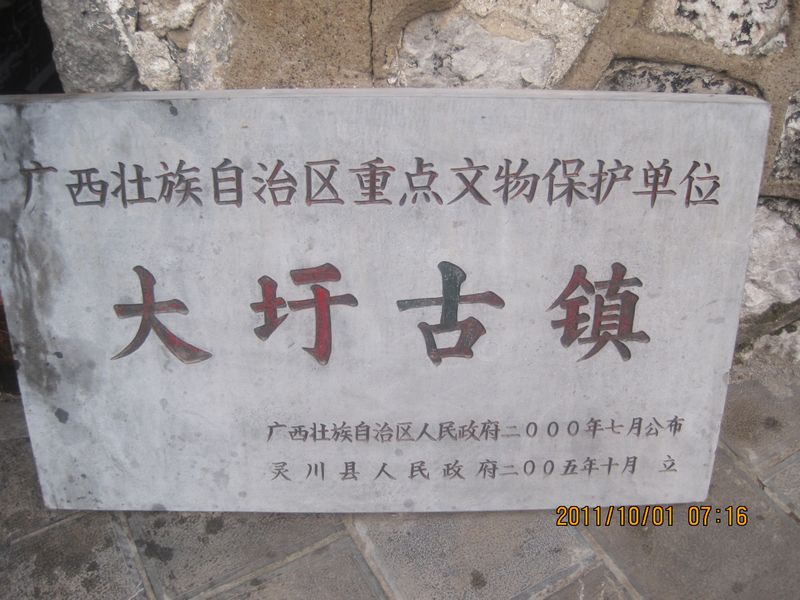 广西壮族自治区重点文物保护单位
大圩古镇
广西壮族自治区人民政府二〇〇〇年七月公布
灵川县人民政府二〇〇五年十月 立
2011/10/01 07:16